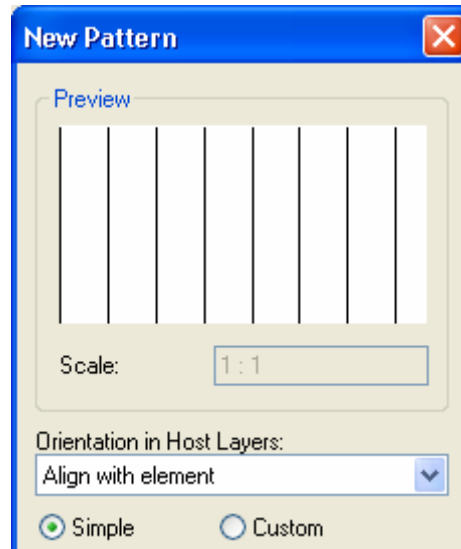 New Pattern
Preview
Scale: 1 : 1
Orientation in Host Layers:
Align with element
Simple Custom